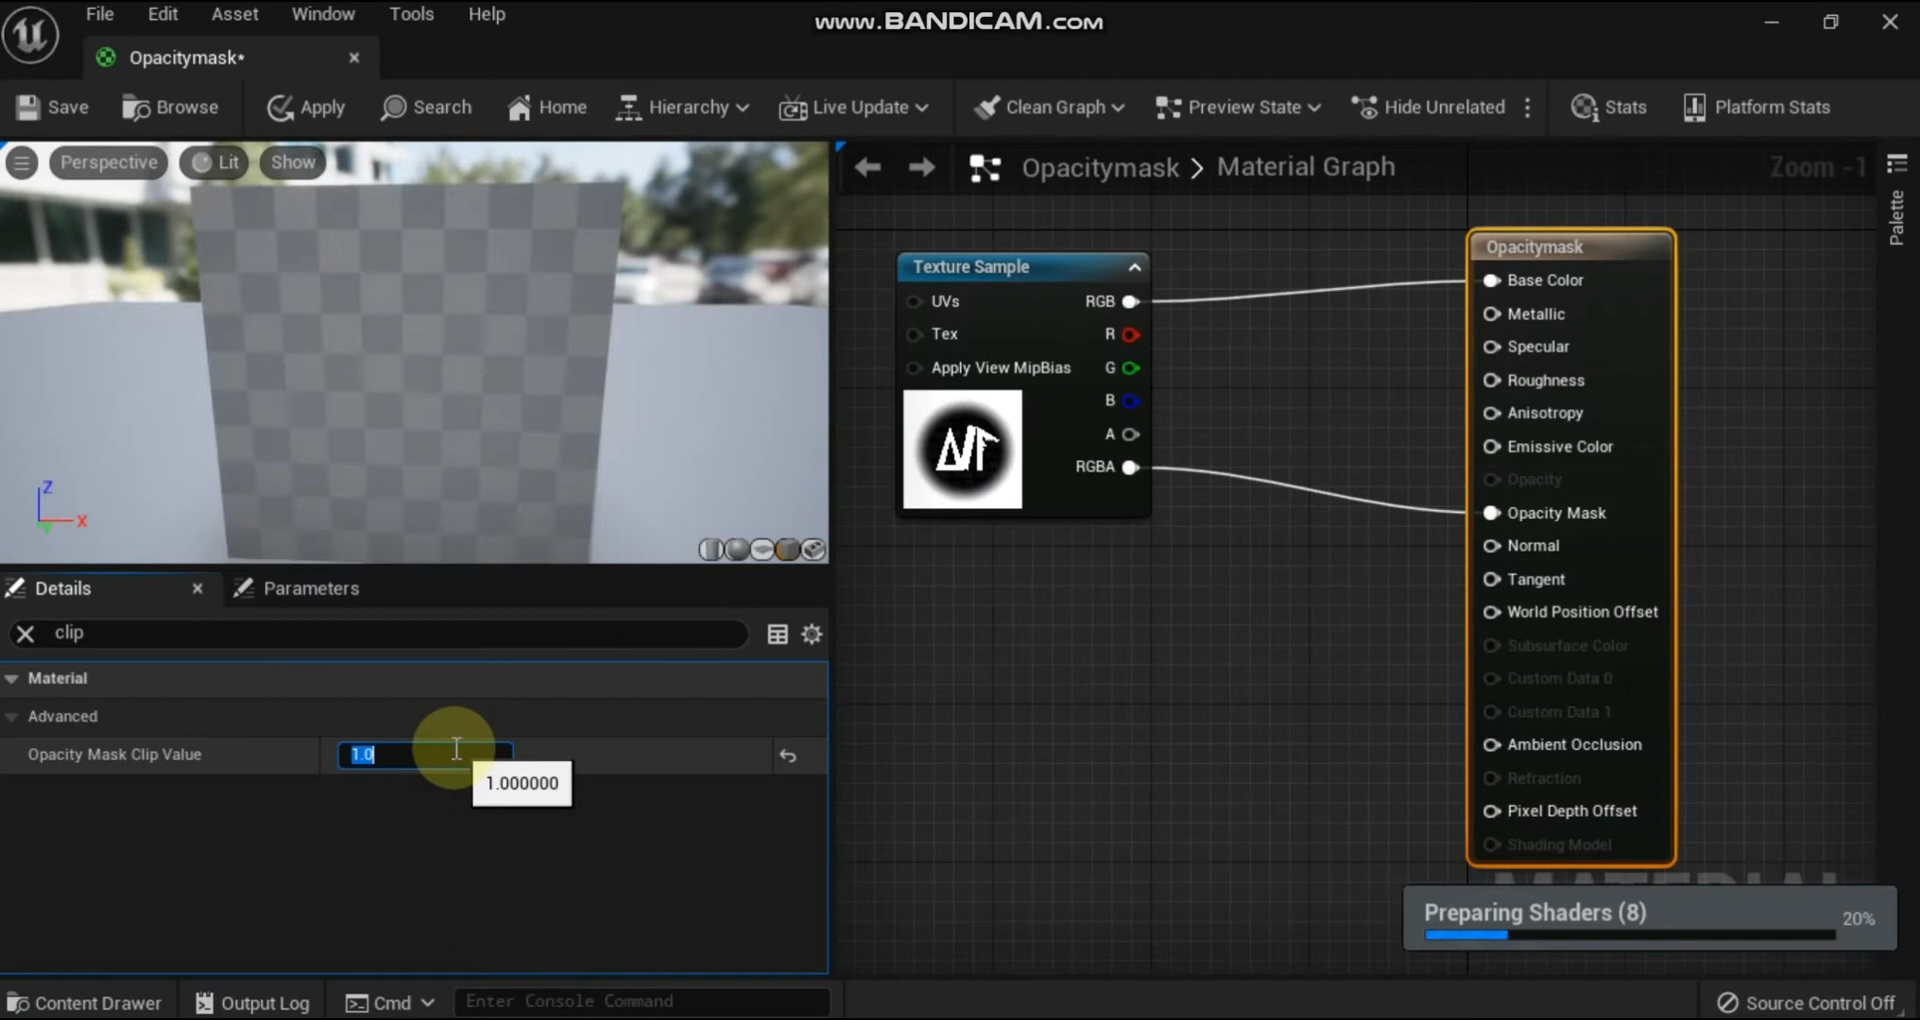 File Edit Asset Window Tools Help
www.BANDICAM.com
Opacitymask*
Save Browse Apply Search Home Hierarchy Live Update Clean Graph Preview State Hide Unrelated Stats Platform Stats
Perspective Lit Show
Opacitymask > Material Graph
Zoom -1
Palette
Texture Sample
UVs RGB
Tex R
Apply View MipBias G
B
A
RGBA
Opacitymask
Base Color
Metallic
Specular
Roughness
Anisotropy
Emissive Color
Opacity
Opacity Mask
Normal
Tangent
World Position Offset
Subsurface Color
Custom Data 0
Custom Data 1
Ambient Occlusion
Refraction
Pixel Depth Offset
Shading Model
MATERIAL
Z
X
Y
Details Parameters
clip
Material
Advanced
Opacity Mask Clip Value 1.0
1.000000
Preparing Shaders (8) 20%
Content Drawer Output Log Cmd Enter Console Command Source Control Off